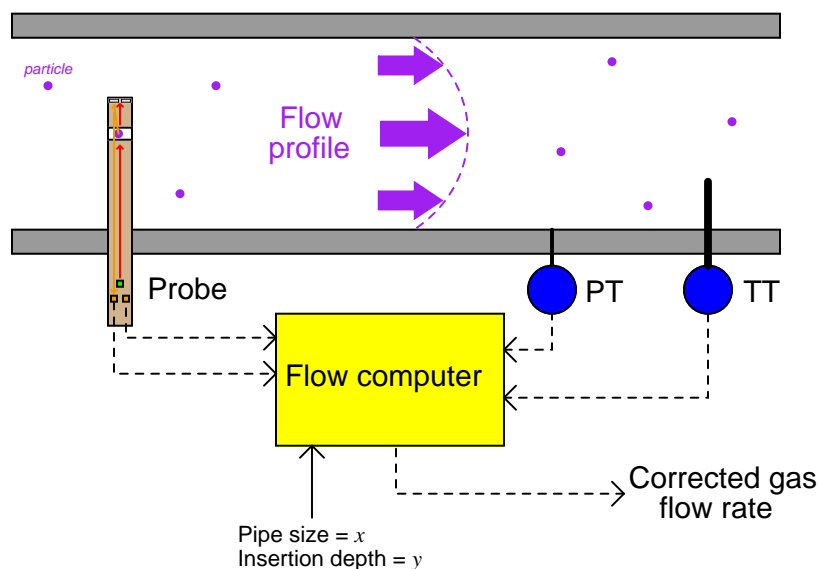 particle
Flow
profile
Probe
PT
TT
Flow computer
Corrected gas
flow rate
Pipe size = x
Insertion depth = y